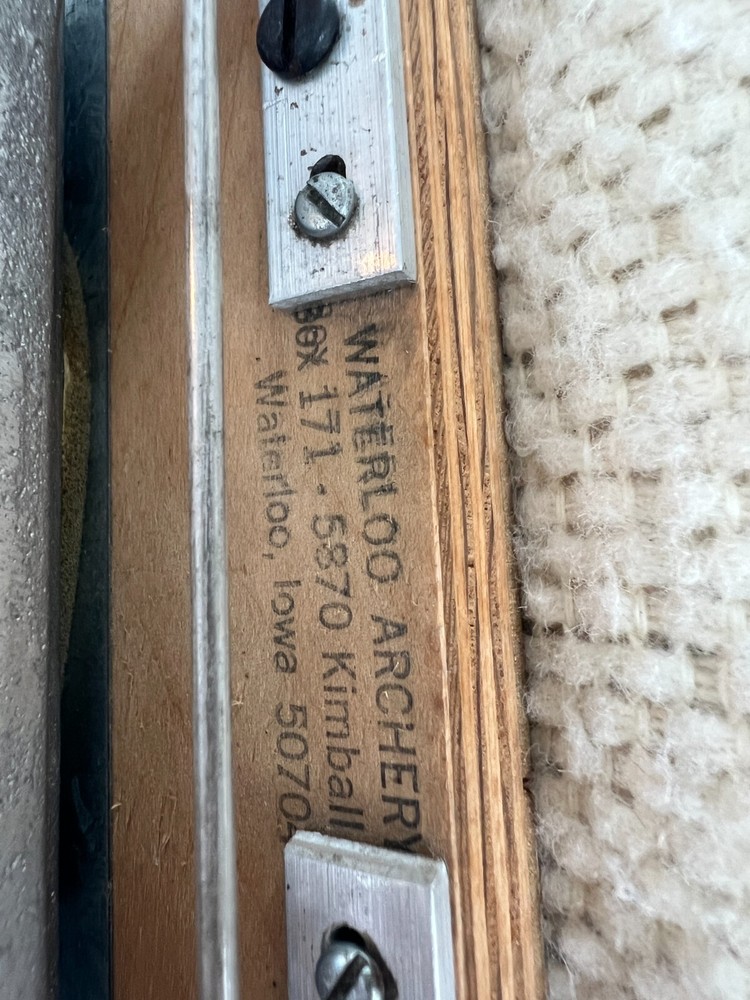 WATERLOO ARCHERY
Box 171 - 5870 Kimball
Waterloo, Iowa 50704